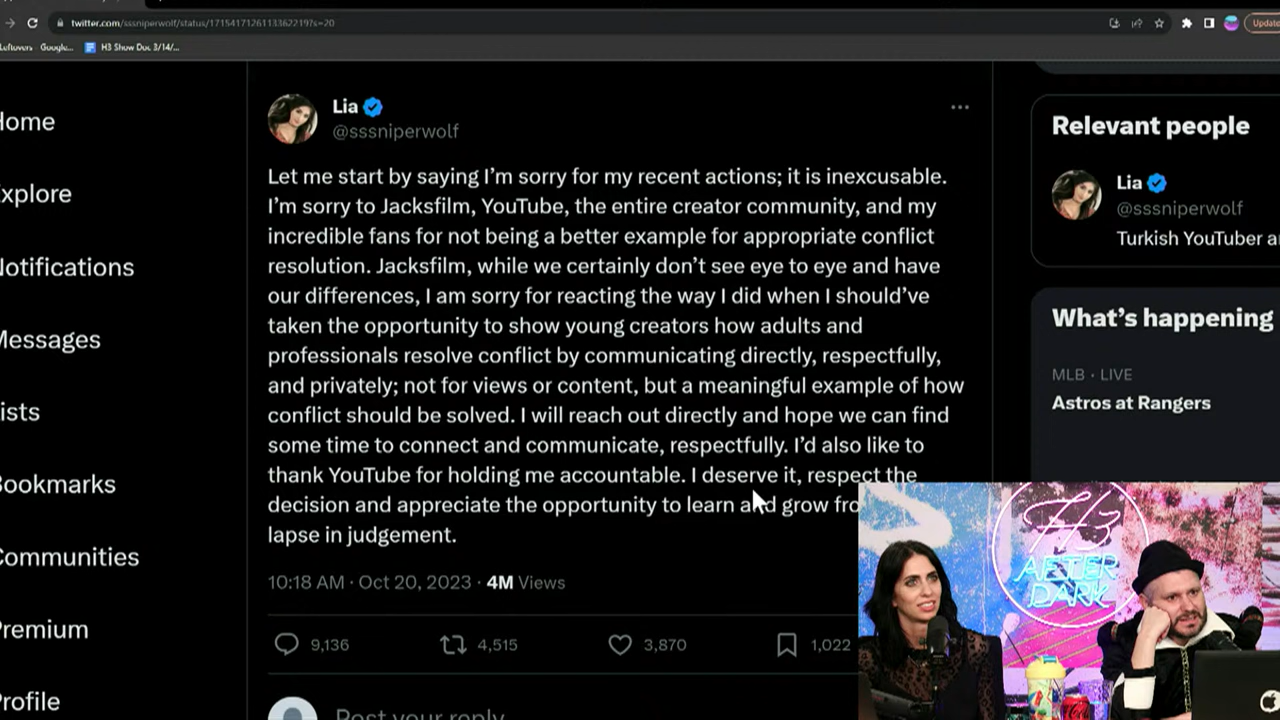 twitter.com/sssniperwolf/status/1715417126113362219?s=20
Update
Leftovers - Google...
H3 Show Doc 3/14/...
Home
Explore
Notifications
Messages
Lists
Bookmarks
Communities
Premium
Profile
Lia
@sssniperwolf
Let me start by saying I'm sorry for my recent actions; it is inexcusable.
I'm sorry to Jacksfilm, YouTube, the entire creator community, and my
incredible fans for not being a better example for appropriate conflict
resolution. Jacksfilm, while we certainly don't see eye to eye and have
our differences, I am sorry for reacting the way I did when I should've
taken the opportunity to show young creators how adults and
professionals resolve conflict by communicating directly, respectfully,
and privately; not for views or content, but a meaningful example of how
conflict should be solved. I will reach out directly and hope we can find
some time to connect and communicate, respectfully. I'd also like to
thank YouTube for holding me accountable. I deserve it, respect the
decision and appreciate the opportunity to learn and grow fro
lapse in judgement.
10:18 AM · Oct 20, 2023 · 4M Views
9,136 4,515 3,870 1,022
Post your reply
Relevant people
Lia
@sssniperwolf
Turkish YouTuber a
What's happening
MLB · LIVE
Astros at Rangers
H3
AFTER
DARK